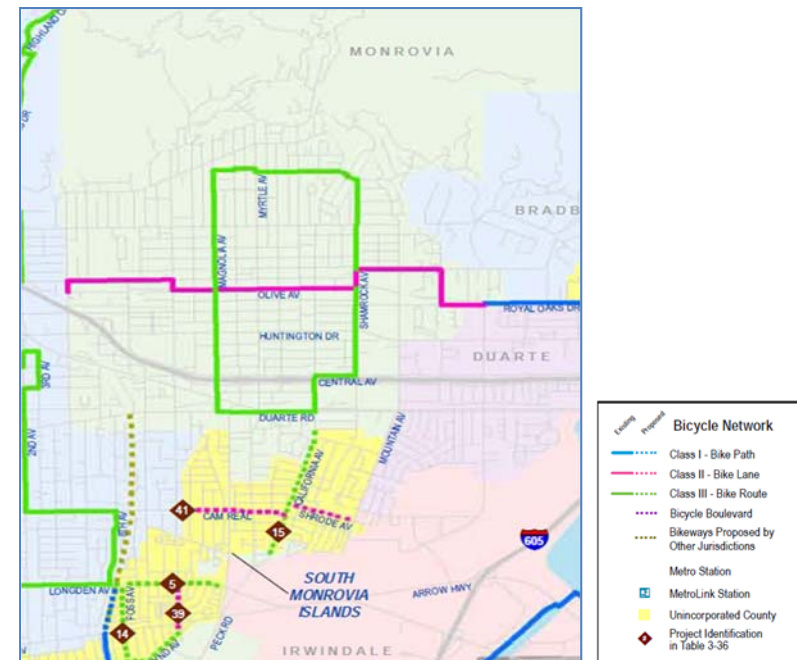 HIGHLAND
MONROVIA
DR
BRADB
MYRTLE AV
MAGNOLIA AV
SHAMROCK AV
OLIVE AV
ROYAL OAKS DR
HUNTINGTON DR
DUARTE
3RD AV
CENTRAL AV
DUARTE RD
2ND AV
MOUNTAIN AV
CALIFORNIA AV
41
CAM REAL
SHRODE AV
15
605
5
SOUTH
MONROVIA
ISLANDS
LONGDEN AV
FOSS AV
39
ARROW HWY
14
PECK RD
IRWINDALE
Existing
Proposed
Bicycle Network
Class I - Bike Path
Class II - Bike Lane
Class III - Bike Route
Bicycle Boulevard
Bikeways Proposed by
Other Jurisdictions
Metro Station
MetroLink Station
Unincorporated County
Project Identification
in Table 3-36